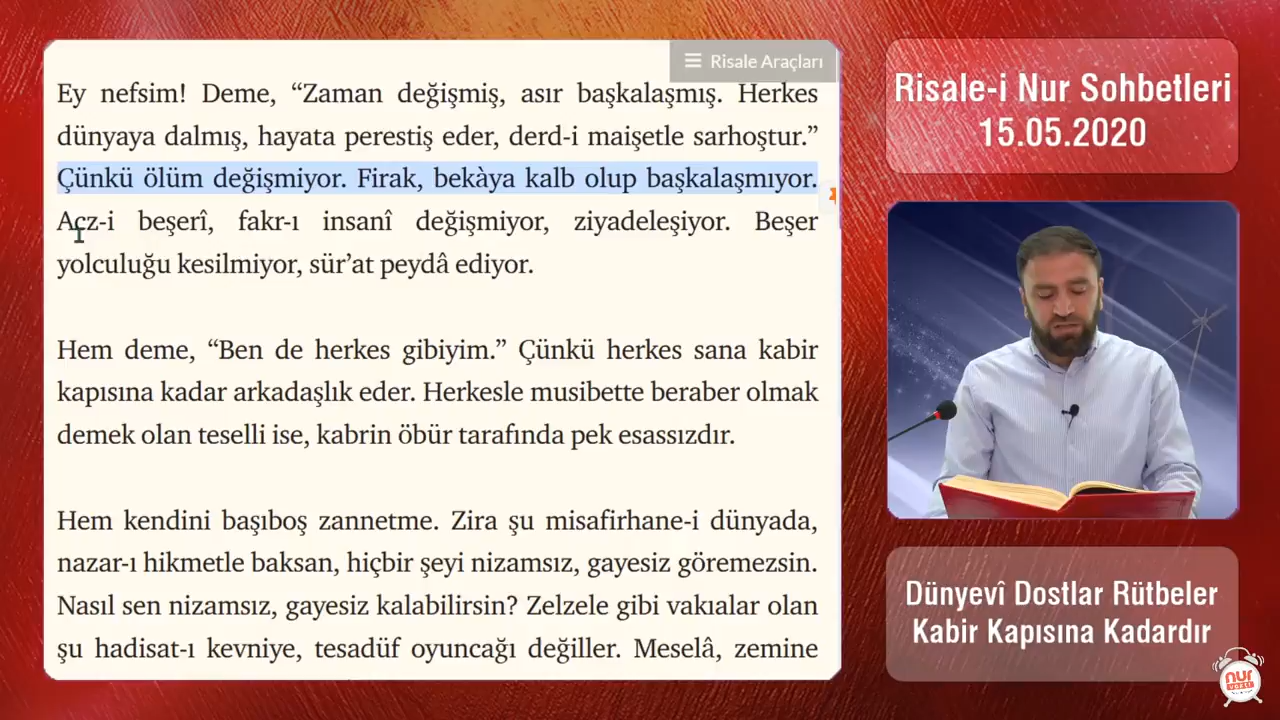 Risale Araçları
Ey nefsim! Deme, “Zaman değişmiş, asır başkalaşmış. Herkes
dünyaya dalmış, hayata perestiş eder, derd-i maişetle sarhoştur.”
Çünkü ölüm değişmiyor. Firak, bekàya kalb olup başkalaşmıyor.
Acz-i beşerî, fakr-ı insanî değişmiyor, ziyadeleşiyor. Beşer
yolculuğu kesilmiyor, sür’at peydâ ediyor.
Hem deme, “Ben de herkes gibiyim.” Çünkü herkes sana kabir
kapısına kadar arkadaşlık eder. Herkesle musibette beraber olmak
demek olan teselli ise, kabrin öbür tarafında pek esassızdır.
Hem kendini başıboş zannetme. Zira şu misafirhane-i dünyada,
nazar-ı hikmetle baksan, hiçbir şeyi nizamsız, gayesiz göremezsin.
Nasıl sen nizamsız, gayesiz kalabilirsin? Zelzele gibi vakıalar olan
şu hadisat-ı kevniye, tesadüf oyuncağı değiller. Meselâ, zemine
Risale-i Nur Sohbetleri
15.05.2020
Dünyevî Dostlar Rütbeler
Kabir Kapısına Kadardır
nur
vakti